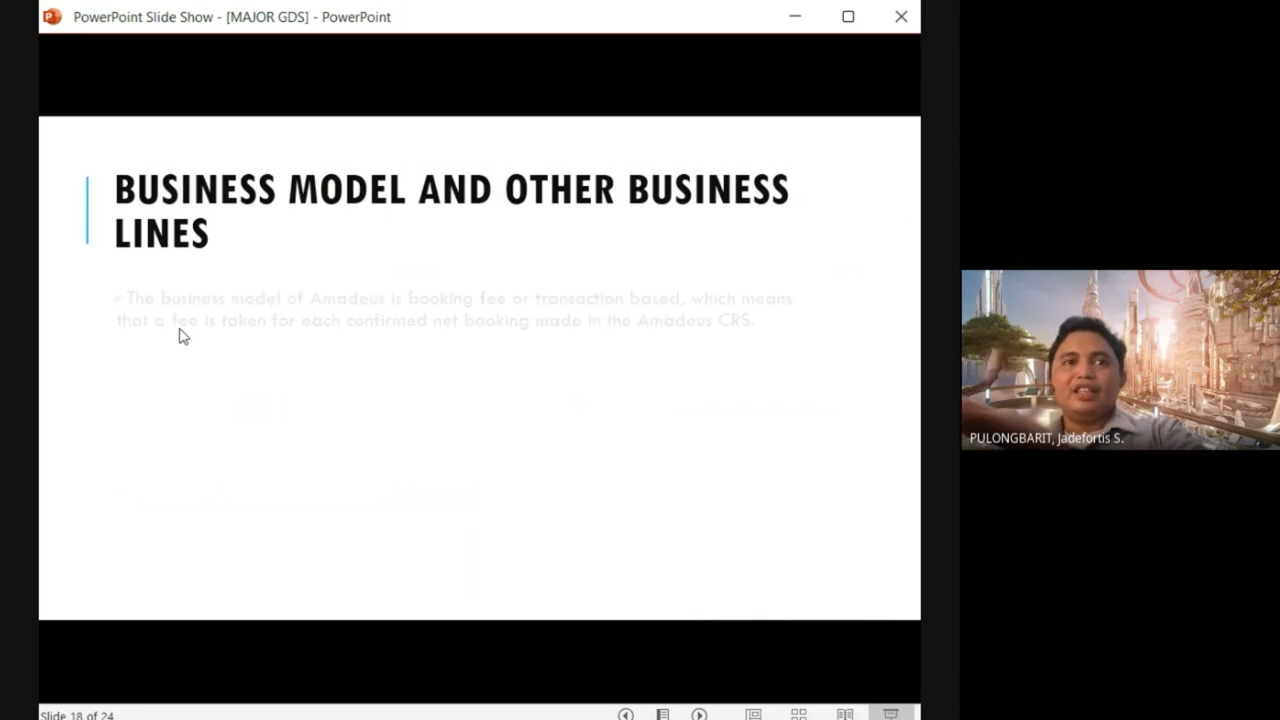 PowerPoint Slide Show - [MAJOR GDS] - PowerPoint
BUSINESS MODEL AND OTHER BUSINESS
LINES
The business model of Amadeus is booking fee or transaction based, which means
that a fee is taken for each confirmed net booking made in the Amadeus CRS.
PULONGBARIT, Jadefortis S.
Slide 18 of 24